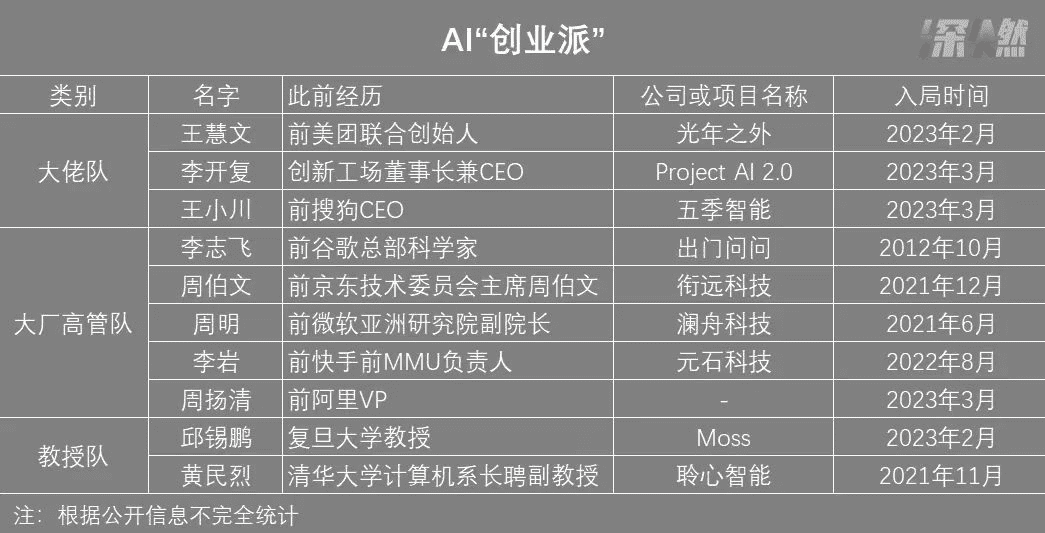 AI“创业派”
深燃
类别 名字 此前经历 公司或项目名称 入局时间
大佬队 王慧文 前美团联合创始人 光年之外 2023年2月
李开复 创新工场董事长兼CEO Project AI 2.0 2023年3月
王小川 前搜狗CEO 五季智能 2023年3月
大厂高管队 李志飞 前谷歌总部科学家 出门问问 2012年10月
周伯文 前京东技术委员会主席周伯文 衔远科技 2021年12月
周明 前微软亚洲研究院副院长 澜舟科技 2021年6月
李岩 前快手前MMU负责人 元石科技 2022年8月
周扬清 前阿里VP - 2023年3月
教授队 邱锡鹏 复旦大学教授 Moss 2023年2月
黄民烈 清华大学计算机系长聘副教授 聆心智能 2021年11月
注：根据公开信息不完全统计